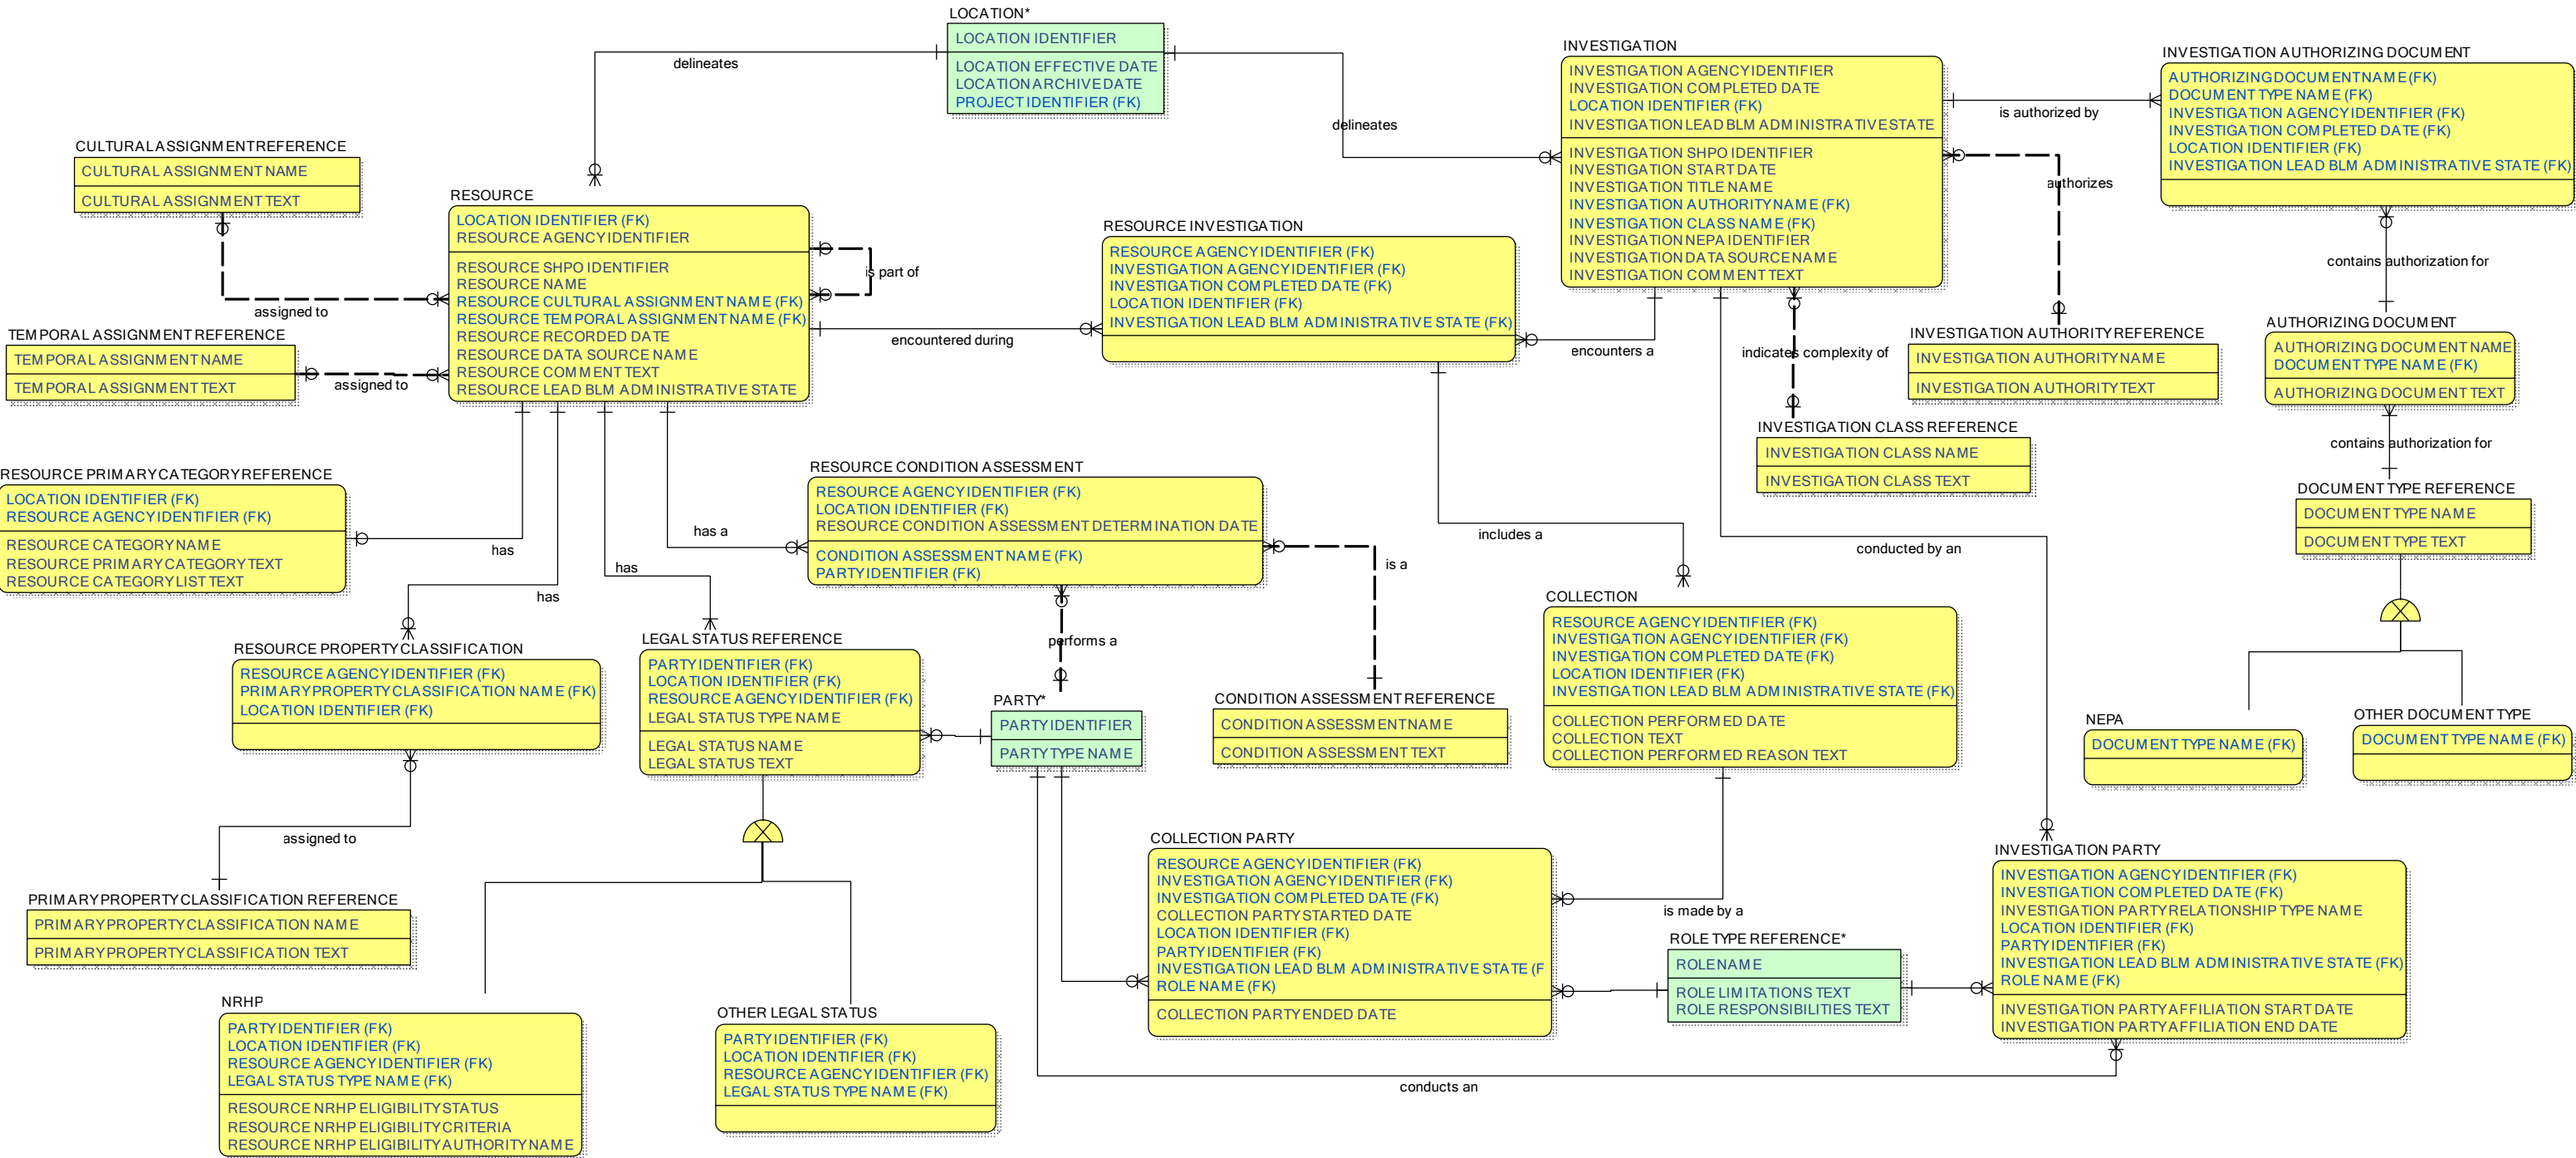 LOCATION*
LOCATION IDENTIFIER
LOCATION EFFECTIVE DATE
LOCATION ARCHIVE DATE
PROJECT IDENTIFIER (FK)
delineates
delineates
INVESTIGATION
INVESTIGATION AGENCY IDENTIFIER
INVESTIGATION COMPLETED DATE
LOCATION IDENTIFIER (FK)
INVESTIGATION LEAD BLM ADMINISTRATIVE STATE
INVESTIGATION SHPO IDENTIFIER
INVESTIGATION START DATE
INVESTIGATION TITLE NAME
INVESTIGATION AUTHORITY NAME (FK)
INVESTIGATION CLASS NAME (FK)
INVESTIGATION NEPA IDENTIFIER
INVESTIGATION DATA SOURCE NAME
INVESTIGATION COMMENT TEXT
is authorized by
authorizes
INVESTIGATION AUTHORIZING DOCUMENT
AUTHORIZING DOCUMENT NAME (FK)
DOCUMENT TYPE NAME (FK)
INVESTIGATION AGENCY IDENTIFIER (FK)
INVESTIGATION COMPLETED DATE (FK)
LOCATION IDENTIFIER (FK)
INVESTIGATION LEAD BLM ADMINISTRATIVE STATE (FK)
contains authorization for
CULTURAL ASSIGNMENT REFERENCE
CULTURAL ASSIGNMENT NAME
CULTURAL ASSIGNMENT TEXT
assigned to
TEMPORAL ASSIGNMENT REFERENCE
TEMPORAL ASSIGNMENT NAME
TEMPORAL ASSIGNMENT TEXT
assigned to
RESOURCE
LOCATION IDENTIFIER (FK)
RESOURCE AGENCY IDENTIFIER
RESOURCE SHPO IDENTIFIER
RESOURCE NAME
RESOURCE CULTURAL ASSIGNMENT NAME (FK)
RESOURCE TEMPORAL ASSIGNMENT NAME (FK)
RESOURCE RECORDED DATE
RESOURCE DATA SOURCE NAME
RESOURCE COMMENT TEXT
RESOURCE LEAD BLM ADMINISTRATIVE STATE
is part of
encountered during
RESOURCE INVESTIGATION
RESOURCE AGENCY IDENTIFIER (FK)
INVESTIGATION AGENCY IDENTIFIER (FK)
INVESTIGATION COMPLETED DATE (FK)
LOCATION IDENTIFIER (FK)
INVESTIGATION LEAD BLM ADMINISTRATIVE STATE (FK)
encounters a
indicates complexity of
INVESTIGATION AUTHORITY REFERENCE
INVESTIGATION AUTHORITY NAME
INVESTIGATION AUTHORITY TEXT
AUTHORIZING DOCUMENT
AUTHORIZING DOCUMENT NAME
DOCUMENT TYPE NAME (FK)
AUTHORIZING DOCUMENT TEXT
contains authorization for
INVESTIGATION CLASS REFERENCE
INVESTIGATION CLASS NAME
INVESTIGATION CLASS TEXT
DOCUMENT TYPE REFERENCE
DOCUMENT TYPE NAME
DOCUMENT TYPE TEXT
RESOURCE PRIMARY CATEGORY REFERENCE
LOCATION IDENTIFIER (FK)
RESOURCE AGENCY IDENTIFIER (FK)
RESOURCE CATEGORY NAME
RESOURCE PRIMARY CATEGORY TEXT
RESOURCE CATEGORY LIST TEXT
has
has
has
has a
RESOURCE CONDITION ASSESSMENT
RESOURCE AGENCY IDENTIFIER (FK)
LOCATION IDENTIFIER (FK)
RESOURCE CONDITION ASSESSMENT DETERMINATION DATE
CONDITION ASSESSMENT NAME (FK)
PARTY IDENTIFIER (FK)
is a
performs a
includes a
conducted by an
RESOURCE PROPERTY CLASSIFICATION
RESOURCE AGENCY IDENTIFIER (FK)
PRIMARY PROPERTY CLASSIFICATION NAME (FK)
LOCATION IDENTIFIER (FK)
assigned to
LEGAL STATUS REFERENCE
PARTY IDENTIFIER (FK)
LOCATION IDENTIFIER (FK)
RESOURCE AGENCY IDENTIFIER (FK)
LEGAL STATUS TYPE NAME
LEGAL STATUS NAME
LEGAL STATUS TEXT
PARTY*
PARTY IDENTIFIER
PARTY TYPE NAME
CONDITION ASSESSMENT REFERENCE
CONDITION ASSESSMENT NAME
CONDITION ASSESSMENT TEXT
COLLECTION
RESOURCE AGENCY IDENTIFIER (FK)
INVESTIGATION AGENCY IDENTIFIER (FK)
INVESTIGATION COMPLETED DATE (FK)
LOCATION IDENTIFIER (FK)
INVESTIGATION LEAD BLM ADMINISTRATIVE STATE (FK)
COLLECTION PERFORMED DATE
COLLECTION TEXT
COLLECTION PERFORMED REASON TEXT
NEPA
DOCUMENT TYPE NAME (FK)
OTHER DOCUMENT TYPE
DOCUMENT TYPE NAME (FK)
PRIMARY PROPERTY CLASSIFICATION REFERENCE
PRIMARY PROPERTY CLASSIFICATION NAME
PRIMARY PROPERTY CLASSIFICATION TEXT
COLLECTION PARTY
RESOURCE AGENCY IDENTIFIER (FK)
INVESTIGATION AGENCY IDENTIFIER (FK)
INVESTIGATION COMPLETED DATE (FK)
COLLECTION PARTY STARTED DATE
LOCATION IDENTIFIER (FK)
PARTY IDENTIFIER (FK)
INVESTIGATION LEAD BLM ADMINISTRATIVE STATE (F
ROLE NAME (FK)
COLLECTION PARTY ENDED DATE
is made by a
ROLE TYPE REFERENCE*
ROLE NAME
ROLE LIMITATIONS TEXT
ROLE RESPONSIBILITIES TEXT
INVESTIGATION PARTY
INVESTIGATION AGENCY IDENTIFIER (FK)
INVESTIGATION COMPLETED DATE (FK)
INVESTIGATION PARTY RELATIONSHIP TYPE NAME
LOCATION IDENTIFIER (FK)
PARTY IDENTIFIER (FK)
INVESTIGATION LEAD BLM ADMINISTRATIVE STATE (FK)
ROLE NAME (FK)
INVESTIGATION PARTY AFFILIATION START DATE
INVESTIGATION PARTY AFFILIATION END DATE
conducts an
NRHP
PARTY IDENTIFIER (FK)
LOCATION IDENTIFIER (FK)
RESOURCE AGENCY IDENTIFIER (FK)
LEGAL STATUS TYPE NAME (FK)
RESOURCE NRHP ELIGIBILITY STATUS
RESOURCE NRHP ELIGIBILITY CRITERIA
RESOURCE NRHP ELIGIBILITY AUTHORITY NAME
OTHER LEGAL STATUS
PARTY IDENTIFIER (FK)
LOCATION IDENTIFIER (FK)
RESOURCE AGENCY IDENTIFIER (FK)
LEGAL STATUS TYPE NAME (FK)